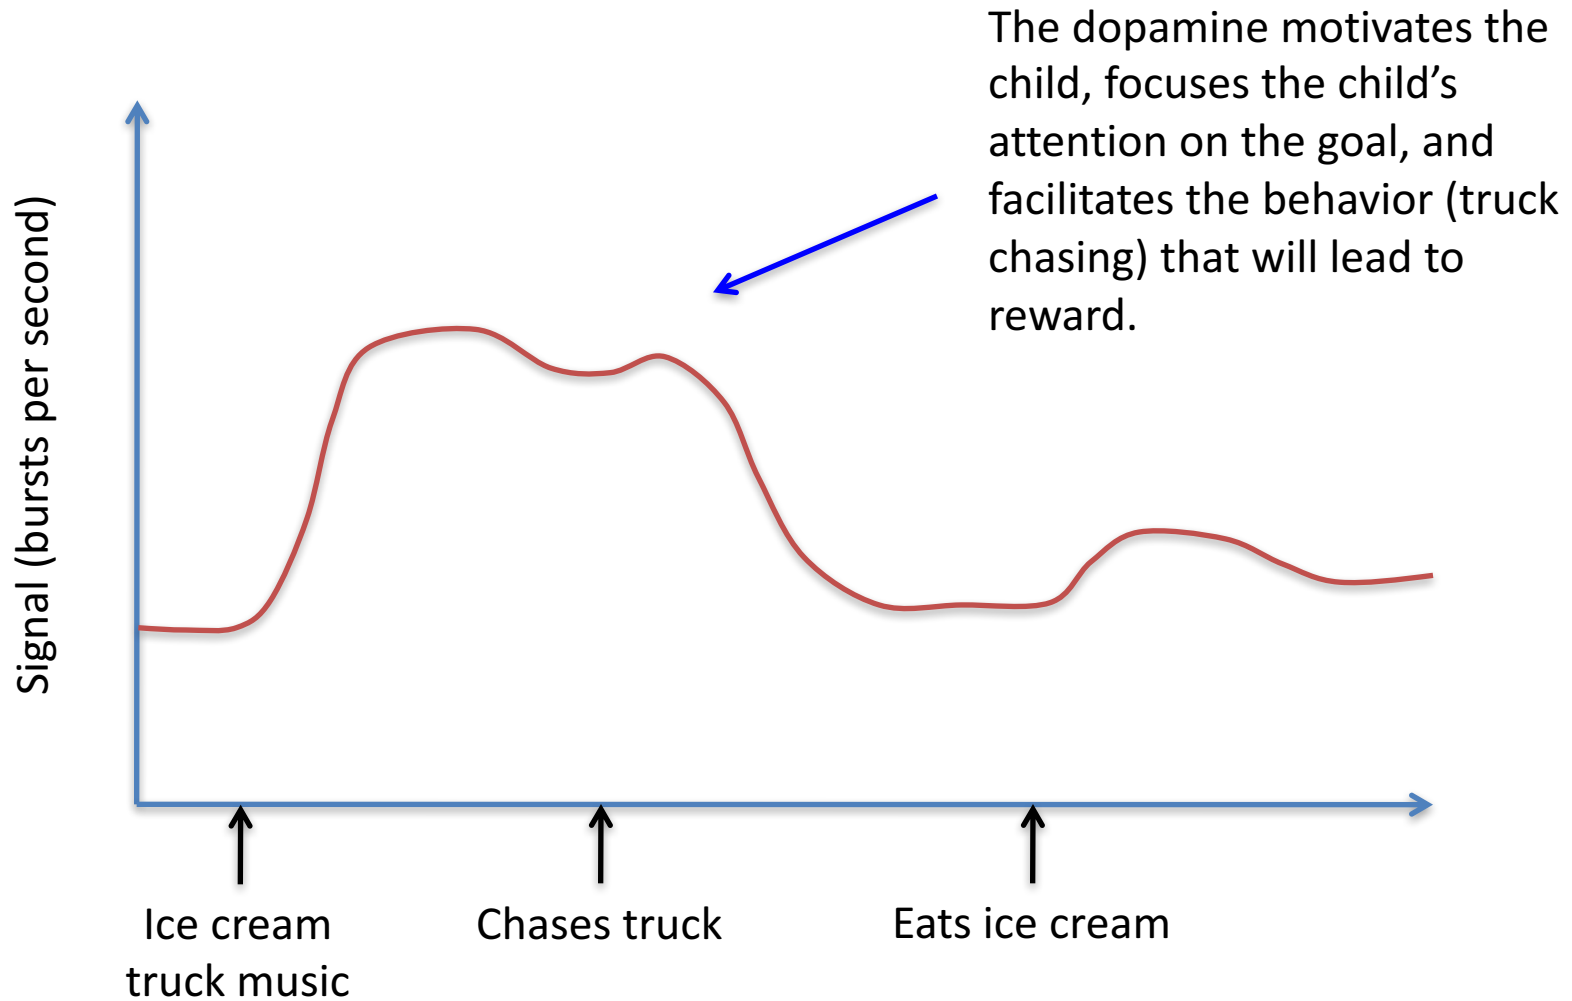 The dopamine motivates the
child, focuses the child’s
attention on the goal, and
facilitates the behavior (truck
chasing) that will lead to
reward.
Signal (bursts per second)
Ice cream
truck music
Chases truck
Eats ice cream